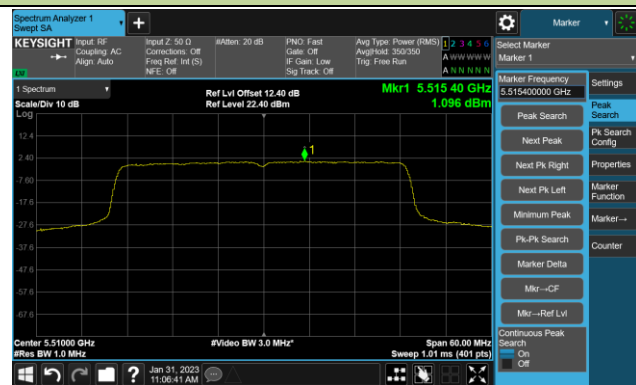 Spectrum Analyzer 1
Swept SA
+
Marker
KEYSIGHT
Input: RF
Coupling: AC
Align: Auto
Input Z: 50 Ω
Corrections: Off
Freq Ref: Int (S)
NFE: Off
#Atten: 20 dB
PNO: Fast
Gate: Off
IF Gain: Low
Sig Track: Off
Avg Type: Power (RMS)
Avg|Hold: 350/350
Trig: Free Run
1 2 3 4 5 6
A W W W W W
A N N N N N
LW
Select Marker
Marker 1
1 Spectrum
Scale/Div 10 dB
Log
Ref Lvl Offset 12.40 dB
Ref Level 22.40 dBm
Mkr1 5.515 40 GHz
1.096 dBm
1
12.4
2.40
-7.60
-17.6
-27.6
-37.6
-47.6
-57.6
-67.6
Center 5.51000 GHz
#Res BW 1.0 MHz
#Video BW 3.0 MHz*
Span 60.00 MHz
Sweep 1.01 ms (401 pts)
Marker Frequency
5.515400000 GHz
Peak Search
Next Peak
Next Pk Right
Next Pk Left
Minimum Peak
Pk-Pk Search
Marker Delta
Mkr→CF
Mkr→Ref Lvl
Continuous Peak
Search
On
Off
Settings
Peak
Search
Pk Search
Config
Properties
Marker
Function
Marker→
Counter
?
Jan 31, 2023
11:06:41 AM